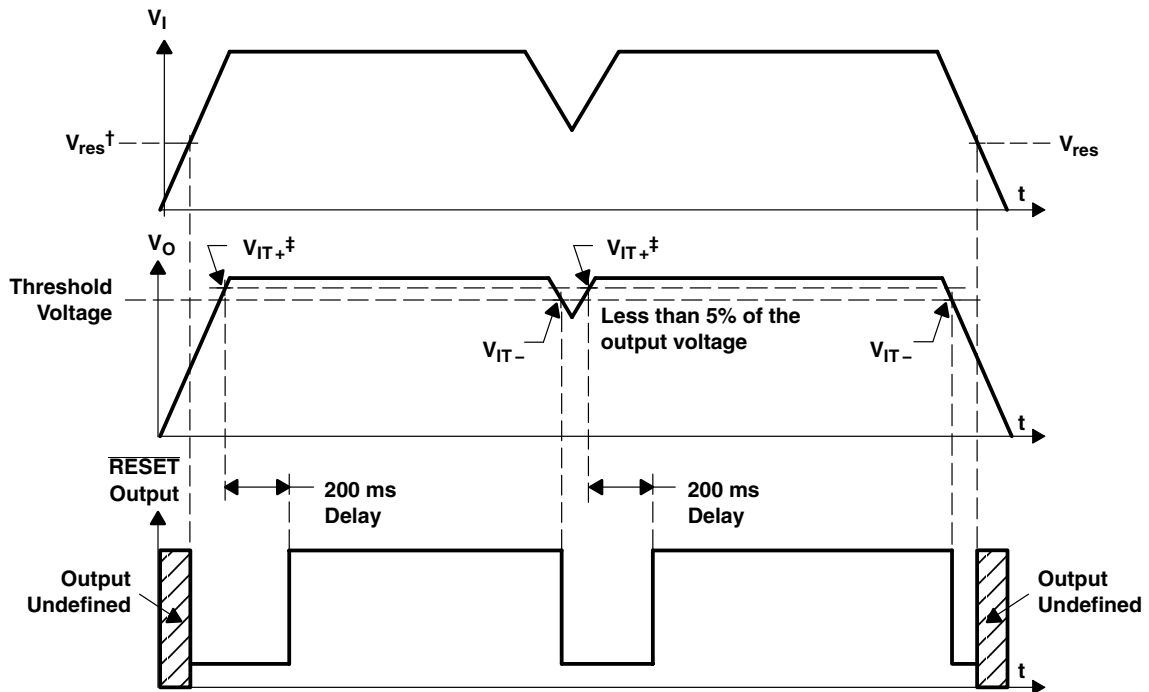 VI
Vres†
Vres
t
VO
VIT+‡
VIT+‡
Threshold
Voltage
Less than 5% of the
output voltage
VIT−
VIT−
t
RESET
Output
200 ms
Delay
200 ms
Delay
Output
Undefined
Output
Undefined
t